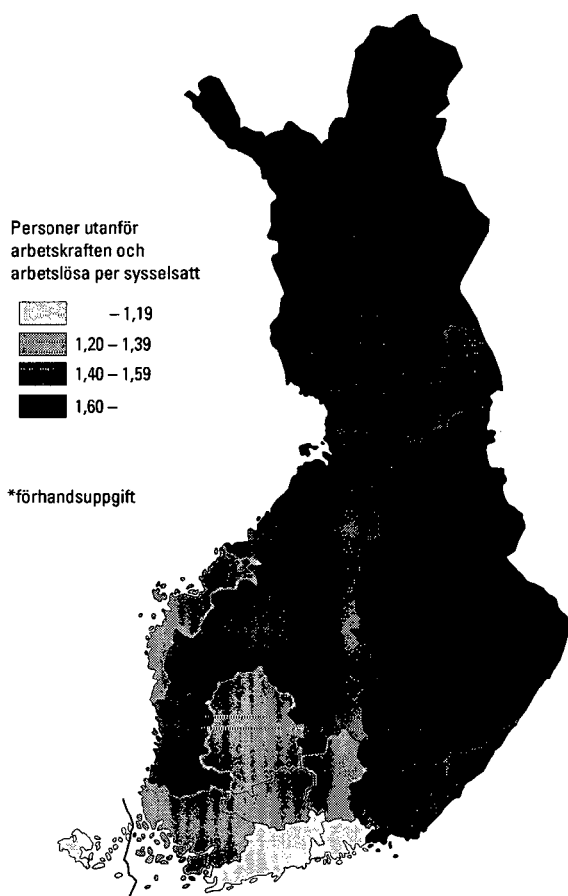 Personer utanför
arbetskraften och
arbetslösa per sysselsatt
– 1,19
1,20 – 1,39
1,40 – 1,59
1,60 –
*förhandsuppgift